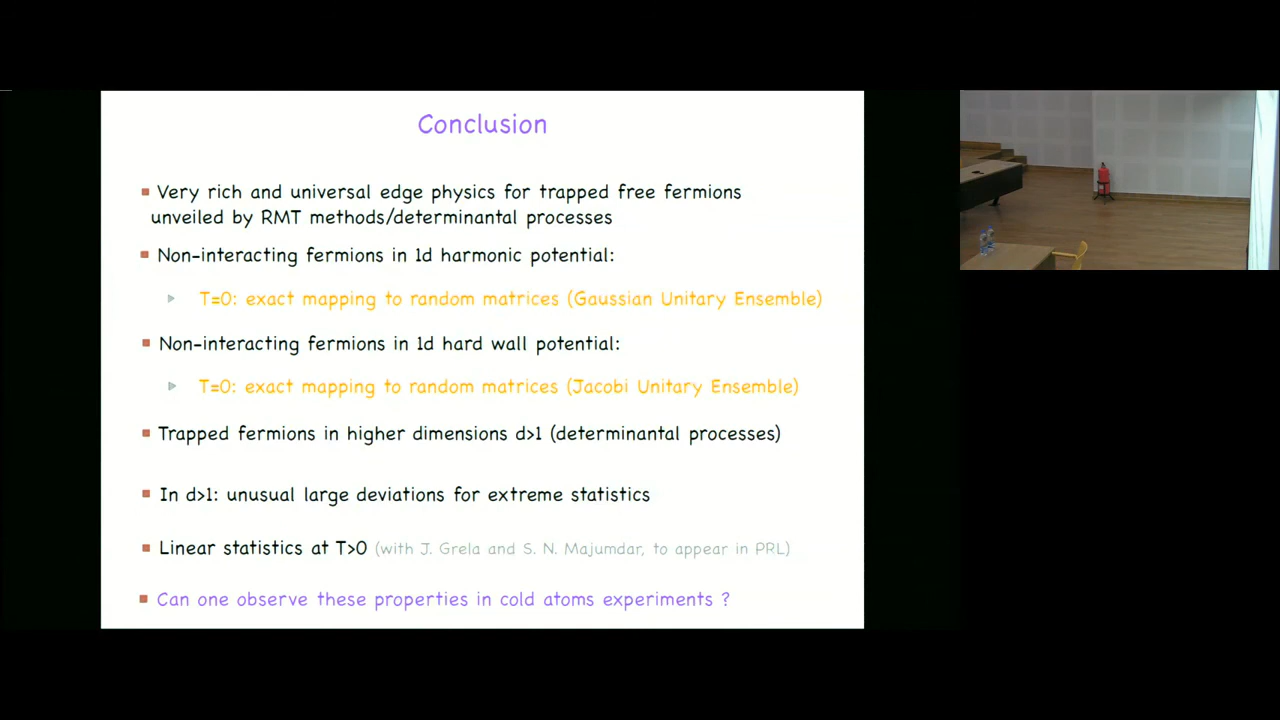 Conclusion
Very rich and universal edge physics for trapped free fermions
unveiled by RMT methods/determinantal processes
Non-interacting fermions in 1d harmonic potential:
T=0: exact mapping to random matrices (Gaussian Unitary Ensemble)
Non-interacting fermions in 1d hard wall potential:
T=0: exact mapping to random matrices (Jacobi Unitary Ensemble)
Trapped fermions in higher dimensions d>1 (determinantal processes)
In d>1: unusual large deviations for extreme statistics
Linear statistics at T>0 (with J. Grela and S. N. Majumdar, to appear in PRL)
Can one observe these properties in cold atoms experiments ?